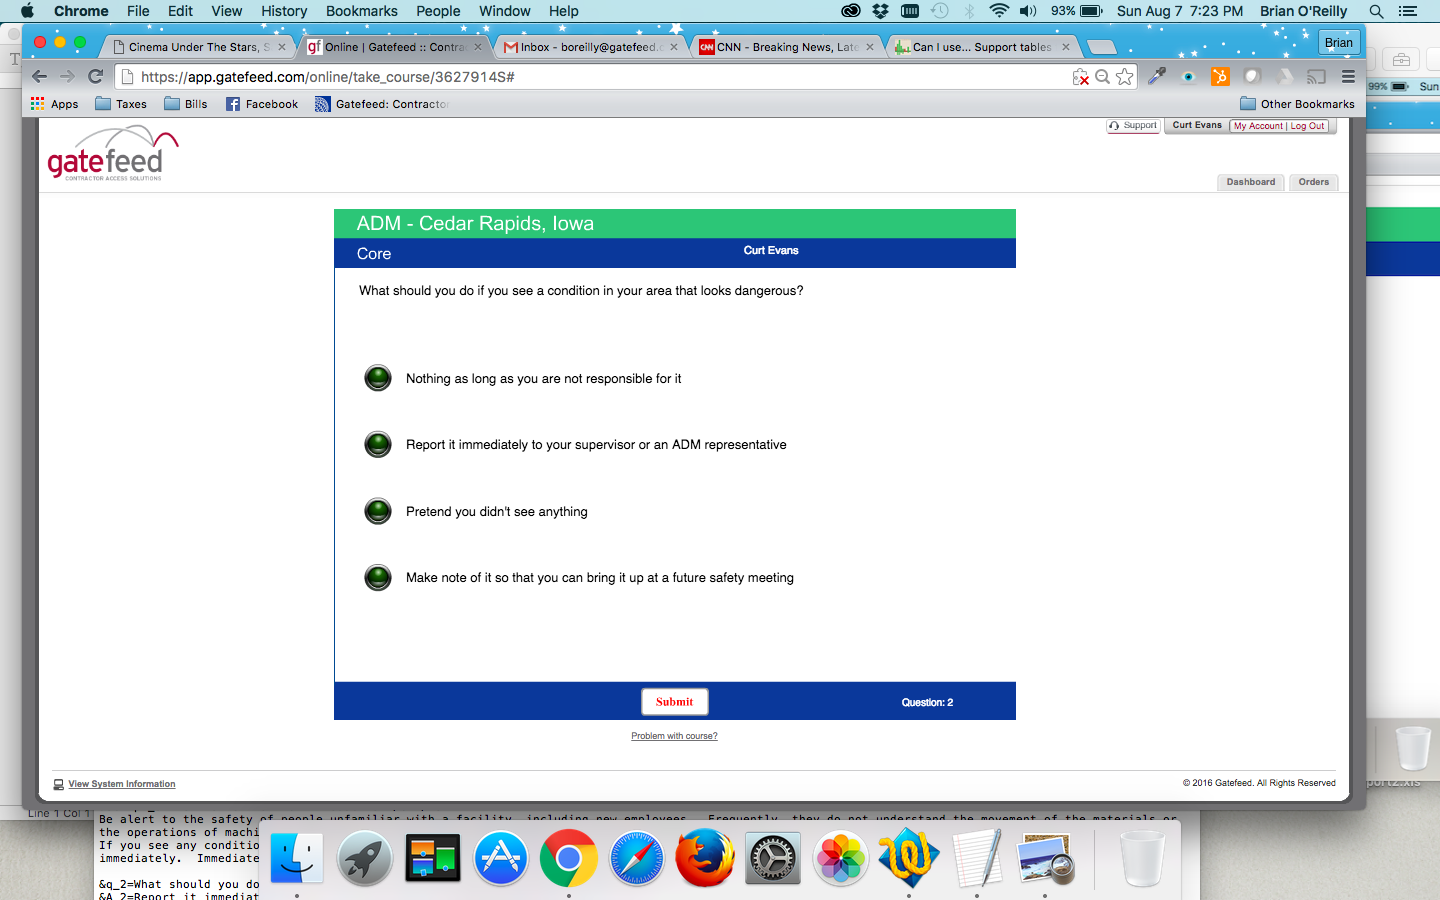 Chrome File Edit View History Bookmarks People Window Help 93% Sun Aug 7 7:23 PM Brian O'Reilly
Cinema Under The Stars, S Online | Gatefeed :: Contra Inbox - boreilly@gatefeed.c CNN - Breaking News, Late Can I use... Support tables Brian
https://app.gatefeed.com/online/take_course/3627914S#
99% Sun
Apps Taxes Bills Facebook Gatefeed: Contractor Other Bookmarks
Support Curt Evans My Account | Log Out
gatefeed
CONTRACTOR ACCESS SOLUTIONS
Dashboard Orders
ADM - Cedar Rapids, Iowa
Core Curt Evans
What should you do if you see a condition in your area that looks dangerous?
Nothing as long as you are not responsible for it
Report it immediately to your supervisor or an ADM representative
Pretend you didn't see anything
Make note of it so that you can bring it up at a future safety meeting
Submit Question: 2
Problem with course?
View System Information © 2016 Gatefeed. All Rights Reserved
Line 1 Col 1
Be alert to the safety of people unfamiliar with a facility, including new employees. Frequently, they do not understand the movement of the materials or
the operations of machi
If you see any conditio
immediately. Immediate
&q_2=What should you do
&A_2=Report it immediat